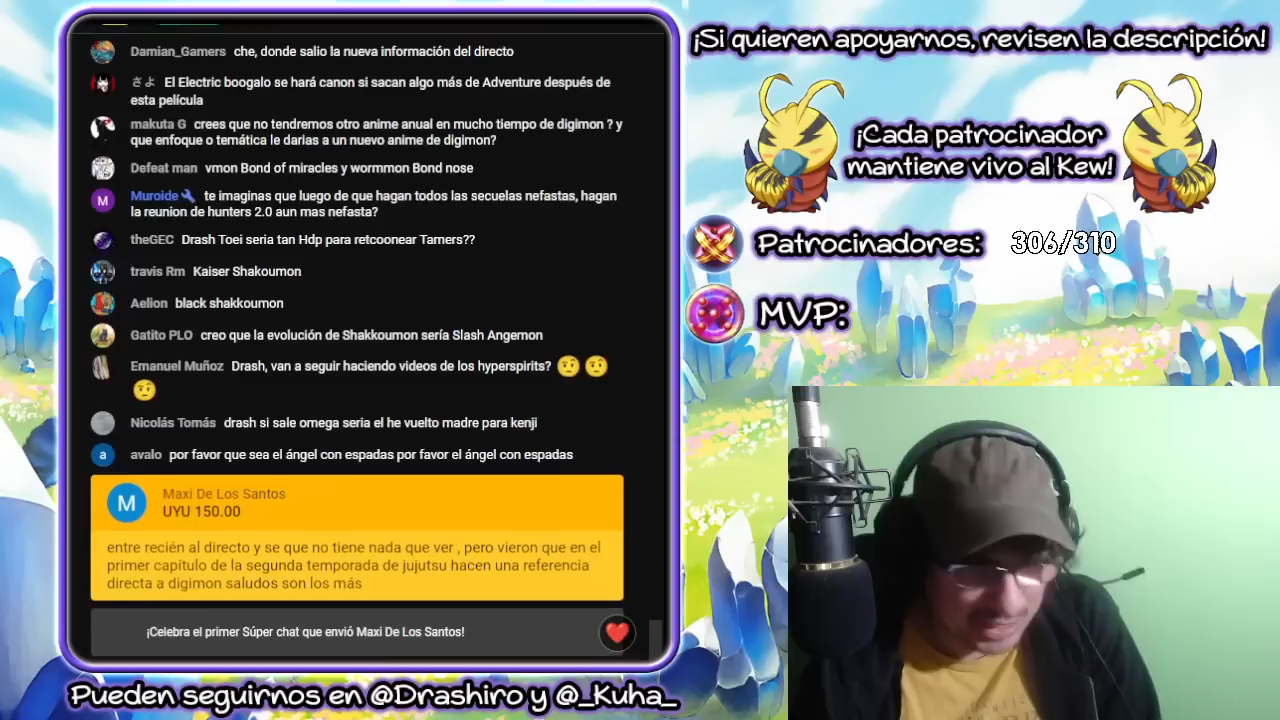 ¡Si quieren apoyarnos, revisen la descripción!
Damian_Gamers che, donde salio la nueva información del directo
さよ El Electric boogalo se hará canon si sacan algo más de Adventure después de
esta película
makuta G crees que no tendremos otro anime anual en mucho tiempo de digimon ? y
que enfoque o temática le darias a un nuevo anime de digimon?
Defeat man vmon Bond of miracles y wormmon Bond nose
M Muroide te imaginas que luego de que hagan todos las secuelas nefastas, hagan
la reunion de hunters 2.0 aun mas nefasta?
theGEC Drash Toei seria tan Hdp para retcoonear Tamers??
travis Rm Kaiser Shakoumon
Aelion black shakkoumon
Gatito PLO creo que la evolución de Shakkoumon sería Slash Angemon
Emanuel Muñoz Drash, van a seguir haciendo videos de los hyperspirits? 🤨 🤨
🤨
Nicolás Tomás drash si sale omega seria el he vuelto madre para kenji
a avalo por favor que sea el ángel con espadas por favor el ángel con espadas
M Maxi De Los Santos
UYU 150.00
entre recién al directo y se que no tiene nada que ver , pero vieron que en el
primer capítulo de la segunda temporada de jujutsu hacen una referencia
directa a digimon saludos son los más
¡Celebra el primer Súper chat que envió Maxi De Los Santos!
¡Cada patrocinador
mantiene vivo al Kew!
Patrocinadores: 306/310
MVP:
Pueden seguirnos en @Drashiro y @_Kuha_